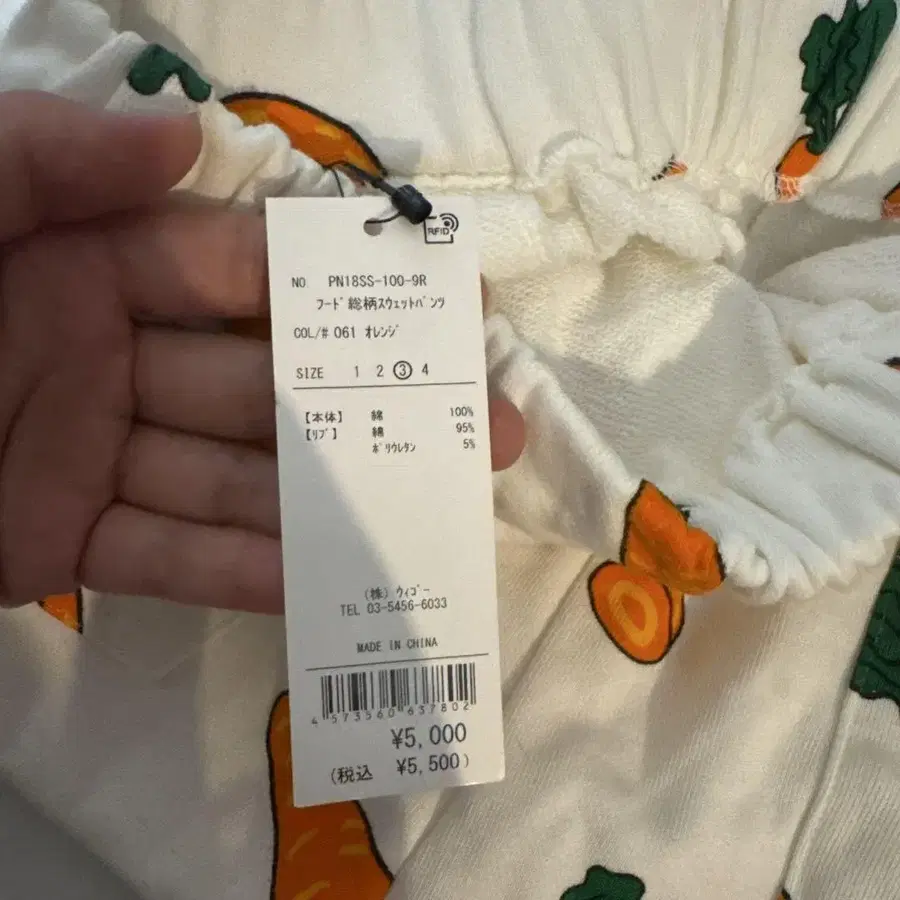 RFID
NO PN18SS-100-9R
ﾌｰﾄﾞ総柄ｽｳｪｯﾄﾊﾟﾝﾂ
COL/# 061 ｵﾚﾝｼﾞ
SIZE 1 2 ③ 4
【本体】 綿 100%
【ﾘﾌﾞ】 綿 95%
ﾎﾟﾘｳﾚﾀﾝ 5%
(株) ｳｨｺﾞｰ
TEL 03-5456-6033
MADE IN CHINA
4 573560 637802
¥5,000
(税込 ¥5,500)